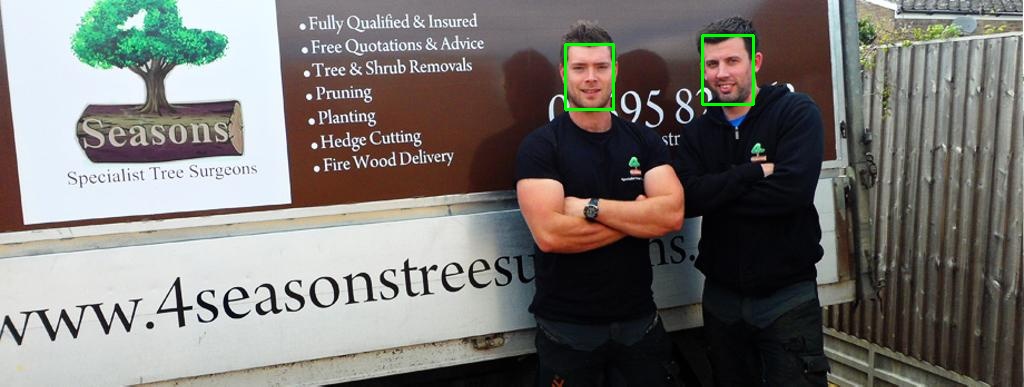 Seasons
Specialist Tree Surgeons
• Fully Qualified & Insured
• Free Quotations & Advice
• Tree & Shrub Removals
• Pruning
• Planting
• Hedge Cutting
• Fire Wood Delivery
www.4seasonstreesu